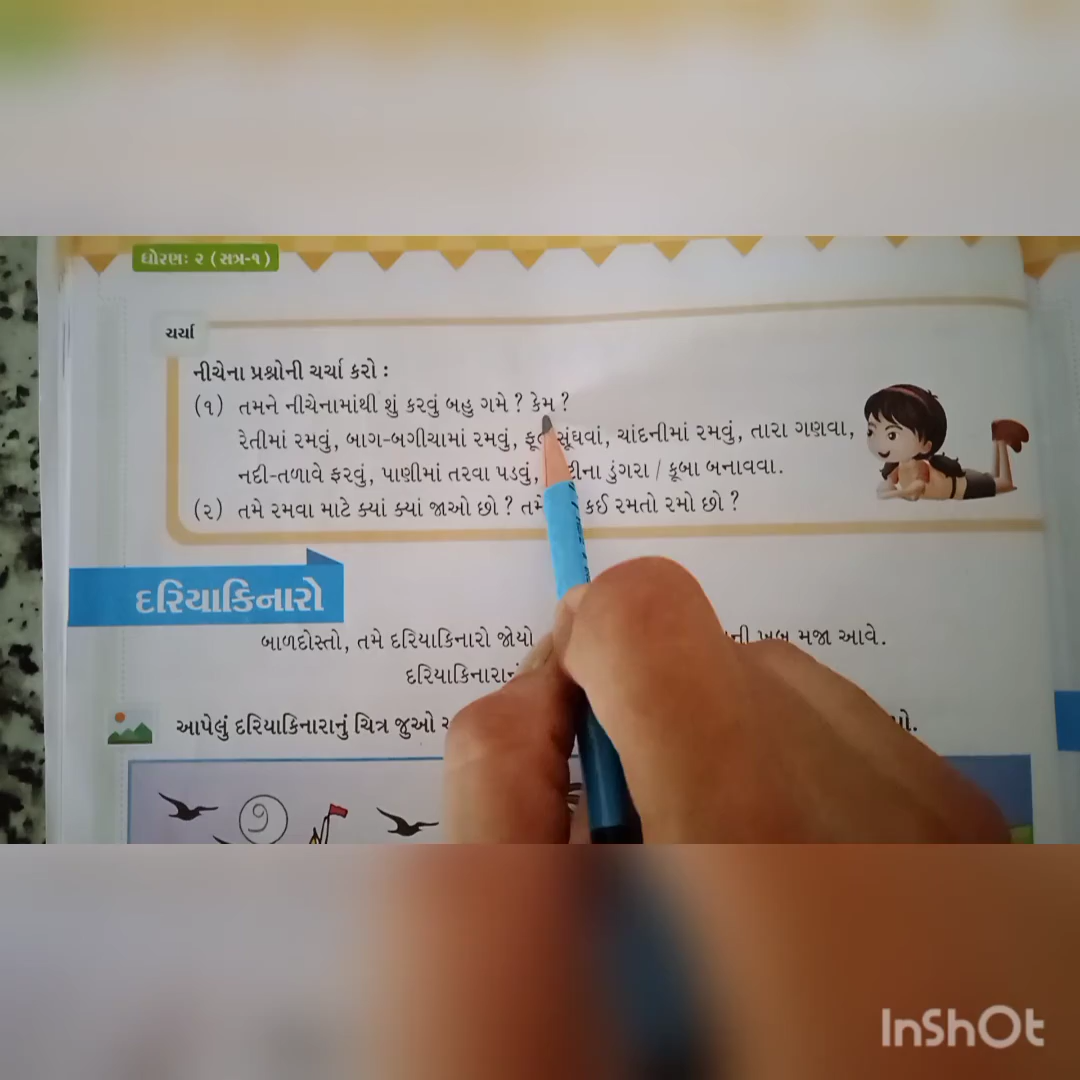 ધોરણ: ૨ (સત્ર-૧)
ચર્ચા
નીચેના પ્રશ્નોની ચર્ચા કરો :
(૧) તમને નીચેનામાંથી શું કરવું બહુ ગમે ? કેમ ?
રેતીમાં રમવું, બાગ-બગીચામાં રમવું, સૂંઘવાં, ચાંદનીમાં રમવું, તારા ગણવા,
નદી-તળાવે ફરવું, પાણીમાં તરવા પડવું, ડુંગરા / કૂબા બનાવવા.
(૨) તમે રમવા માટે ક્યાં ક્યાં જાઓ છો ? કઈ રમતો રમો છો ?
દરિયાકિનારો
બાળદોસ્તો, તમે દરિયાકિનારો જોયો મજા આવે.
આપેલું દરિયાકિનારાનું ચિત્ર જુઓ
૭
InShOt